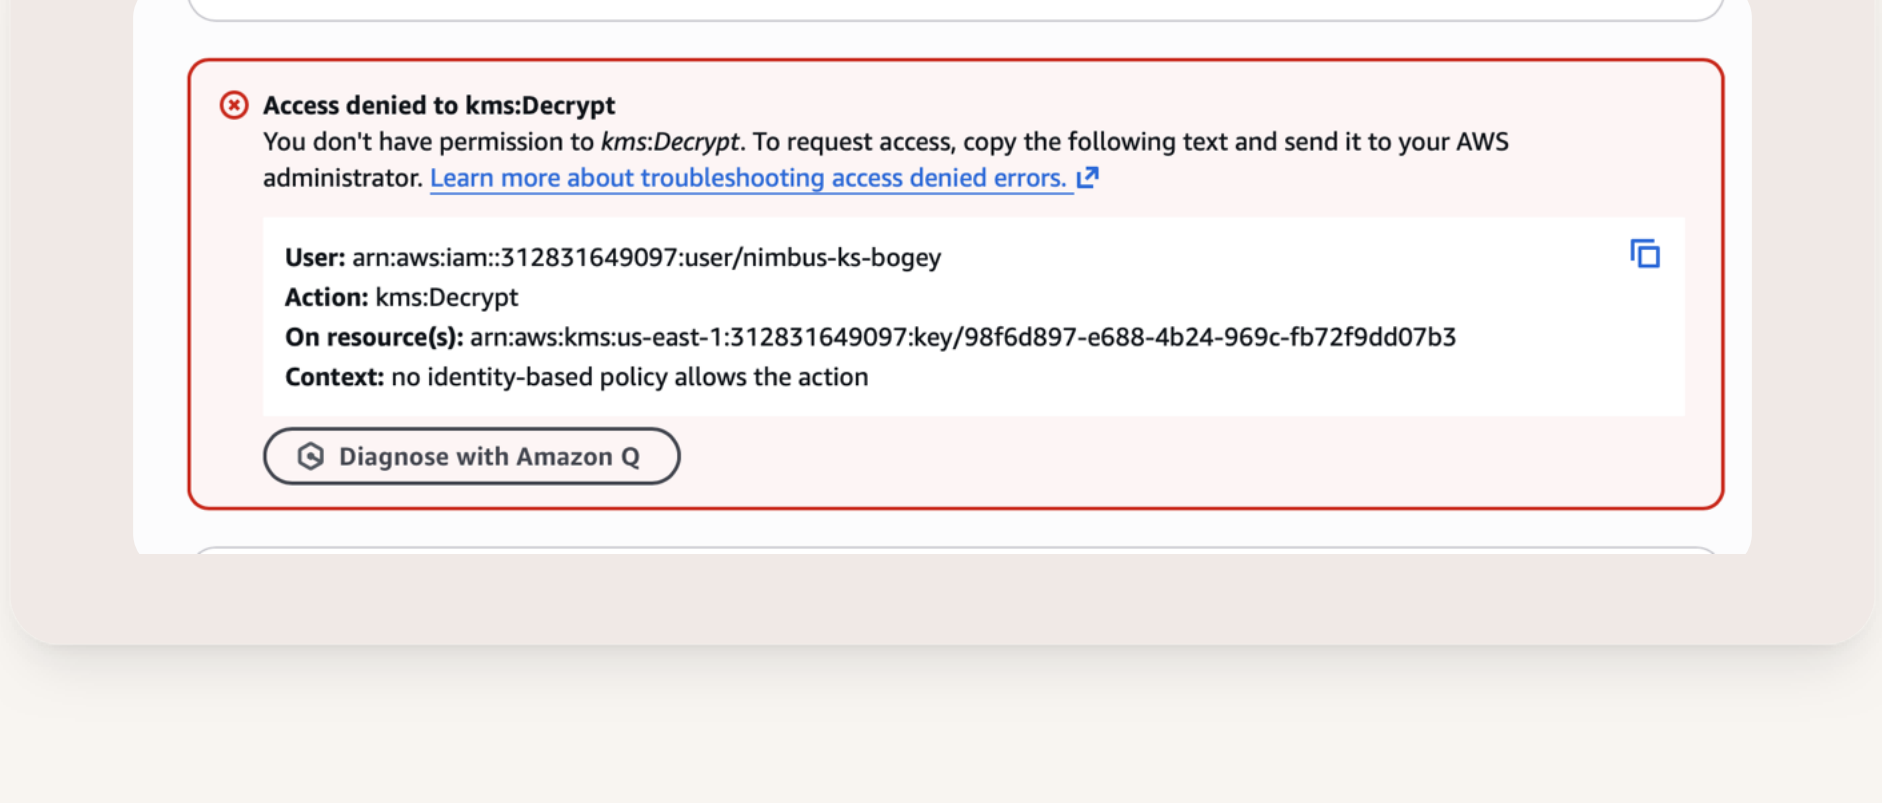 Access denied to kms:Decrypt
You don't have permission to kms:Decrypt. To request access, copy the following text and send it to your AWS
administrator. Learn more about troubleshooting access denied errors.
User: arn:aws:iam::312831649097:user/nimbus-ks-bogey
Action: kms:Decrypt
On resource(s): arn:aws:kms:us-east-1:312831649097:key/98f6d897-e688-4b24-969c-fb72f9dd07b3
Context: no identity-based policy allows the action
Diagnose with Amazon Q